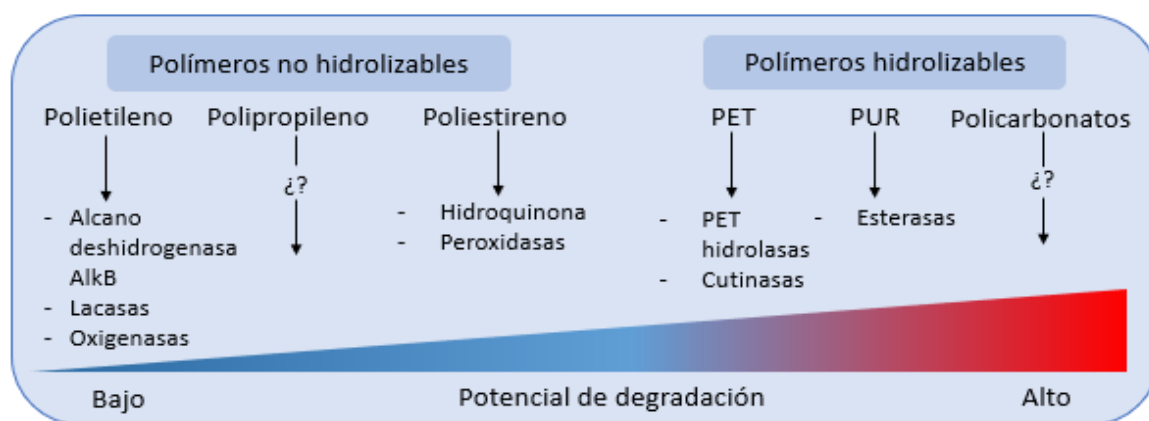 Polímeros no hidrolizables
Polímeros hidrolizables
Polietileno
Polipropileno
Poliestireno
PET
PUR
Policarbonatos
¿?
¿?
- Alcano
deshidrogenasa
AlkB
- Lacasas
- Oxigenasas
- Hidroquinona
- Peroxidasas
- PET
hidrolasas
- Cutinasas
- Esterasas
Bajo
Potencial de degradación
Alto